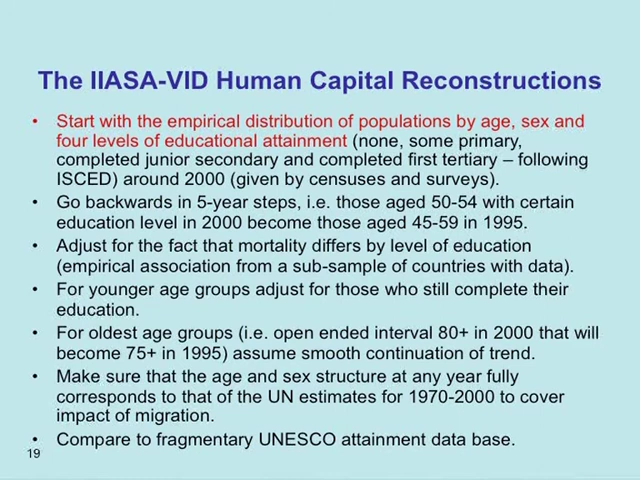 The IIASA-VID Human Capital Reconstructions
• Start with the empirical distribution of populations by age, sex and
four levels of educational attainment (none, some primary,
completed junior secondary and completed first tertiary – following
ISCED) around 2000 (given by censuses and surveys).
• Go backwards in 5-year steps, i.e. those aged 50-54 with certain
education level in 2000 become those aged 45-59 in 1995.
• Adjust for the fact that mortality differs by level of education
(empirical association from a sub-sample of countries with data).
• For younger age groups adjust for those who still complete their
education.
• For oldest age groups (i.e. open ended interval 80+ in 2000 that will
become 75+ in 1995) assume smooth continuation of trend.
• Make sure that the age and sex structure at any year fully
corresponds to that of the UN estimates for 1970-2000 to cover
impact of migration.
• Compare to fragmentary UNESCO attainment data base.
19